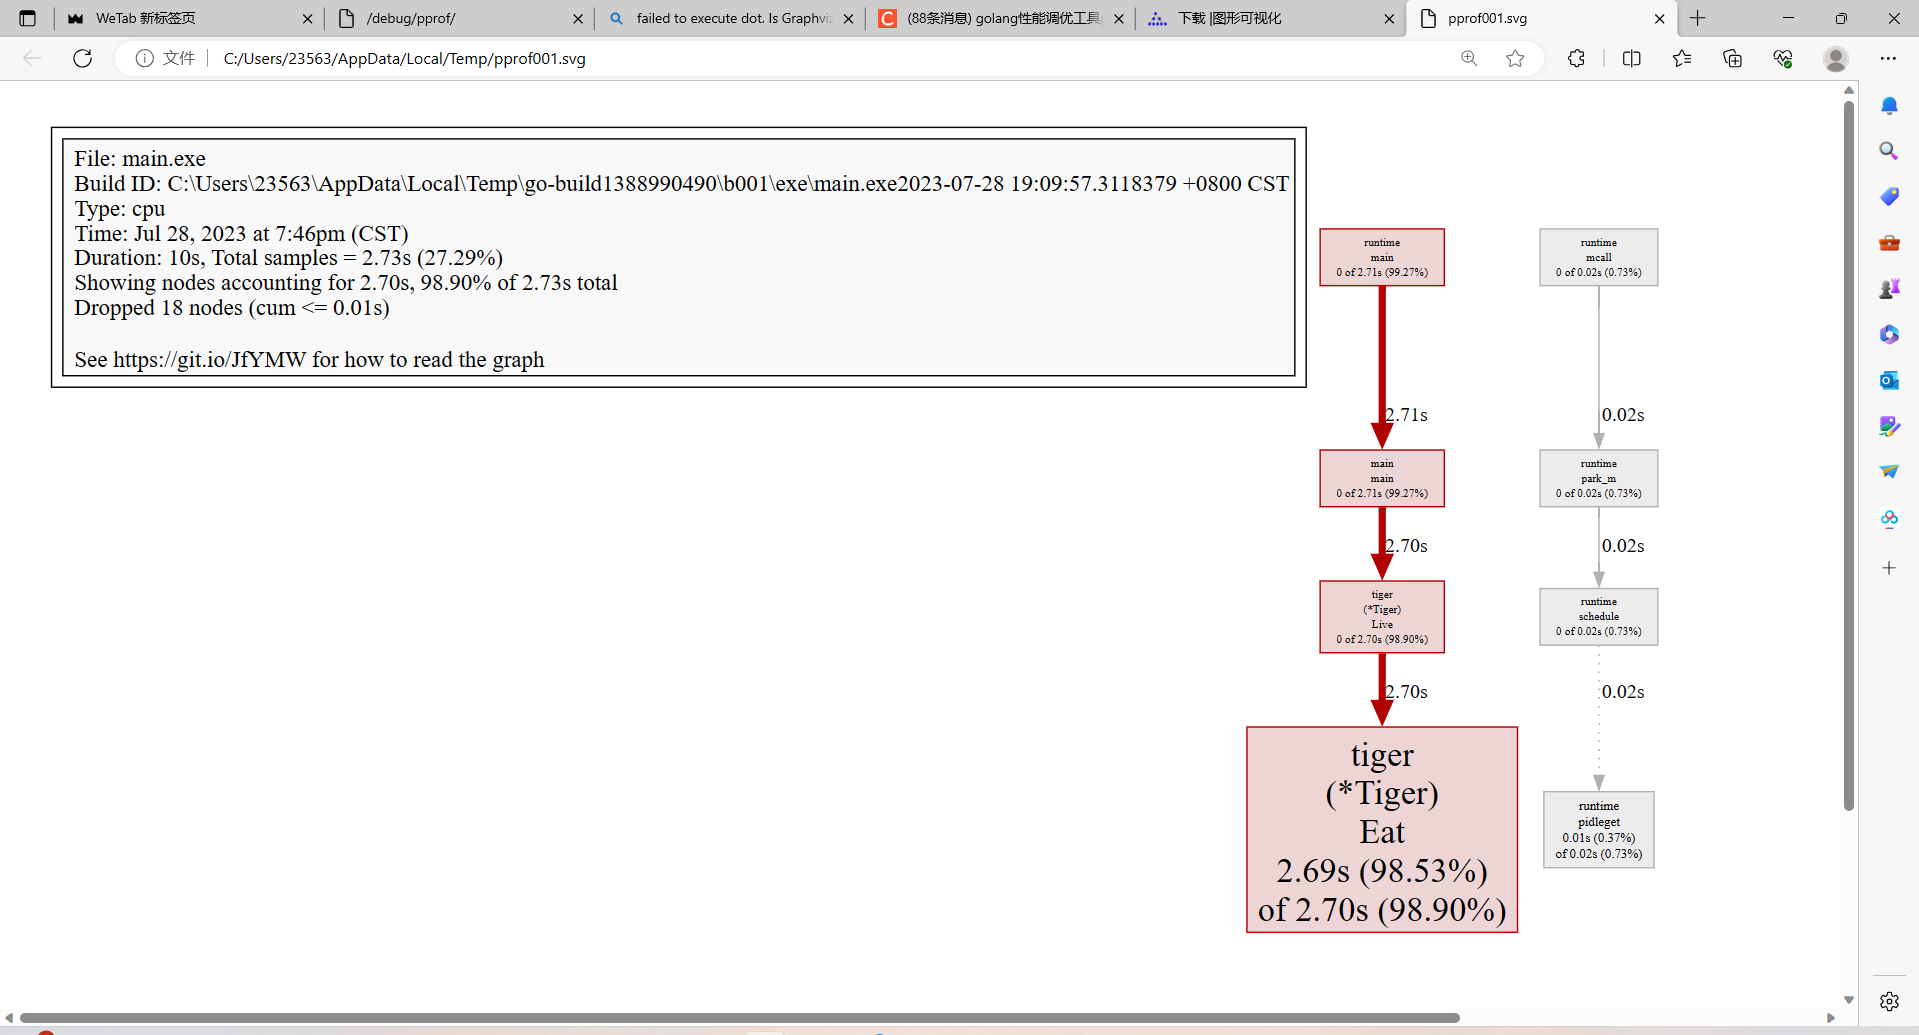 WeTab 新标签页
/debug/pprof/
failed to execute dot. Is Graphviz
(88条消息) golang性能调优工具
下载 |图形可视化
pprof001.svg
文件
C:/Users/23563/AppData/Local/Temp/pprof001.svg
File: main.exe
Build ID: C:\Users\23563\AppData\Local\Temp\go-build1388990490\b001\exe\main.exe2023-07-28 19:09:57.3118379 +0800 CST
Type: cpu
Time: Jul 28, 2023 at 7:46pm (CST)
Duration: 10s, Total samples = 2.73s (27.29%)
Showing nodes accounting for 2.70s, 98.90% of 2.73s total
Dropped 18 nodes (cum <= 0.01s)
See https://git.io/JfYMW for how to read the graph
runtime
main
0 of 2.71s (99.27%)
2.71s
main
main
0 of 2.71s (99.27%)
2.70s
tiger
(*Tiger)
Live
0 of 2.70s (98.90%)
2.70s
tiger
(*Tiger)
Eat
2.69s (98.53%)
of 2.70s (98.90%)
runtime
mcall
0 of 0.02s (0.73%)
0.02s
runtime
park_m
0 of 0.02s (0.73%)
0.02s
runtime
schedule
0 of 0.02s (0.73%)
0.02s
runtime
pidleget
0.01s (0.37%)
of 0.02s (0.73%)